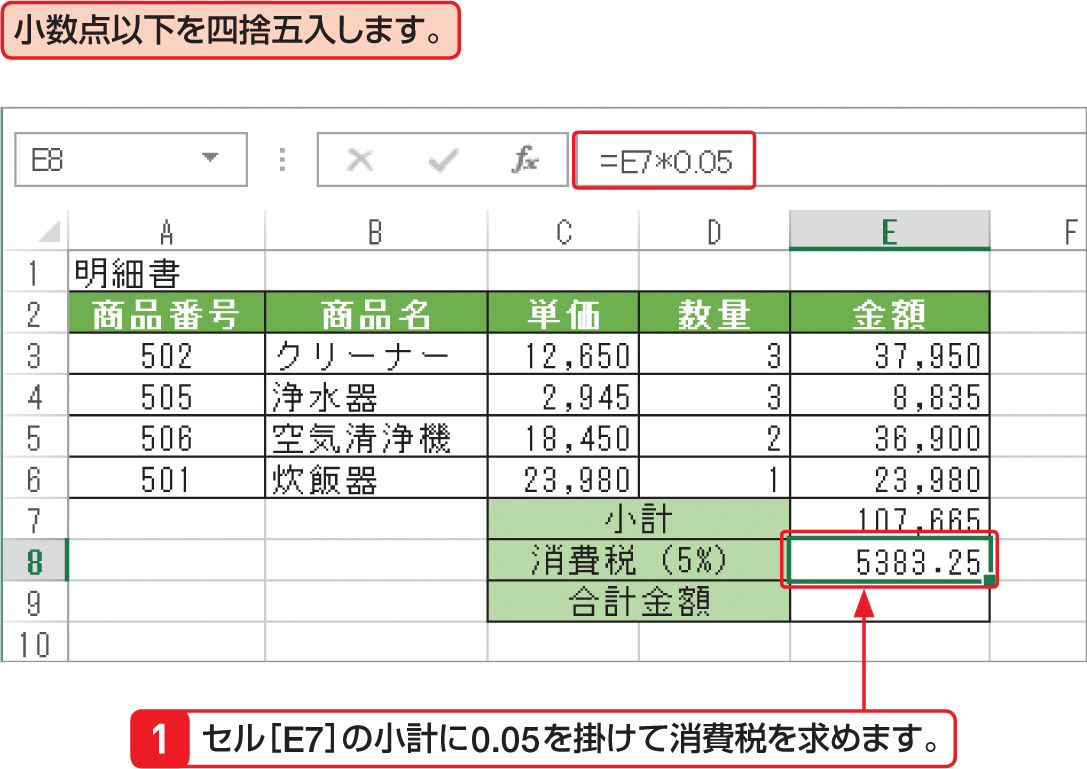 小数点以下を四捨五入します。
E8 fx =E7*0.05
A B C D E F
1 明細書
2 商品番号 商品名 単価 数量 金額
3 502 クリーナー 12,650 3 37,950
4 505 浄水器 2,945 3 8,835
5 506 空気清浄機 18,450 2 36,900
6 501 炊飯器 23,980 1 23,980
7 小計 107,665
8 消費税（5%） 5383.25
9 合計金額
10
1 セル[E7]の小計に0.05を掛けて消費税を求めます。